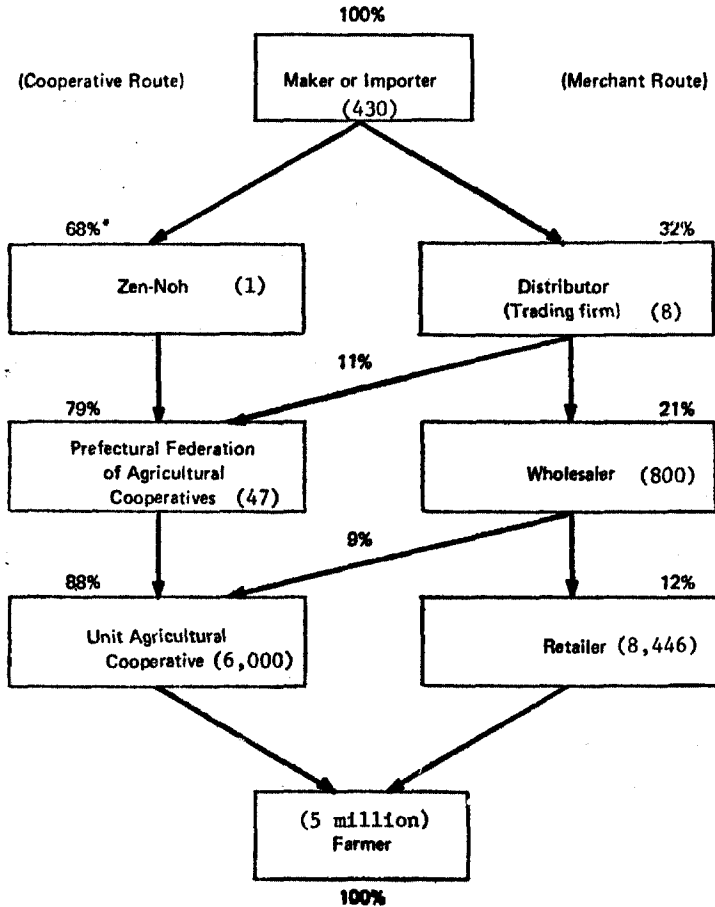 100%
(Cooperative Route)
Maker or Importer
(430)
(Merchant Route)
68%*
32%
Zen-Noh (1)
Distributor
(Trading firm) (8)
11%
79%
21%
Prefectural Federation
of Agricultural
Cooperatives (47)
Wholesaler (800)
9%
88%
12%
Unit Agricultural
Cooperative (6,000)
Retailer (8,446)
(5 million)
Farmer
100%